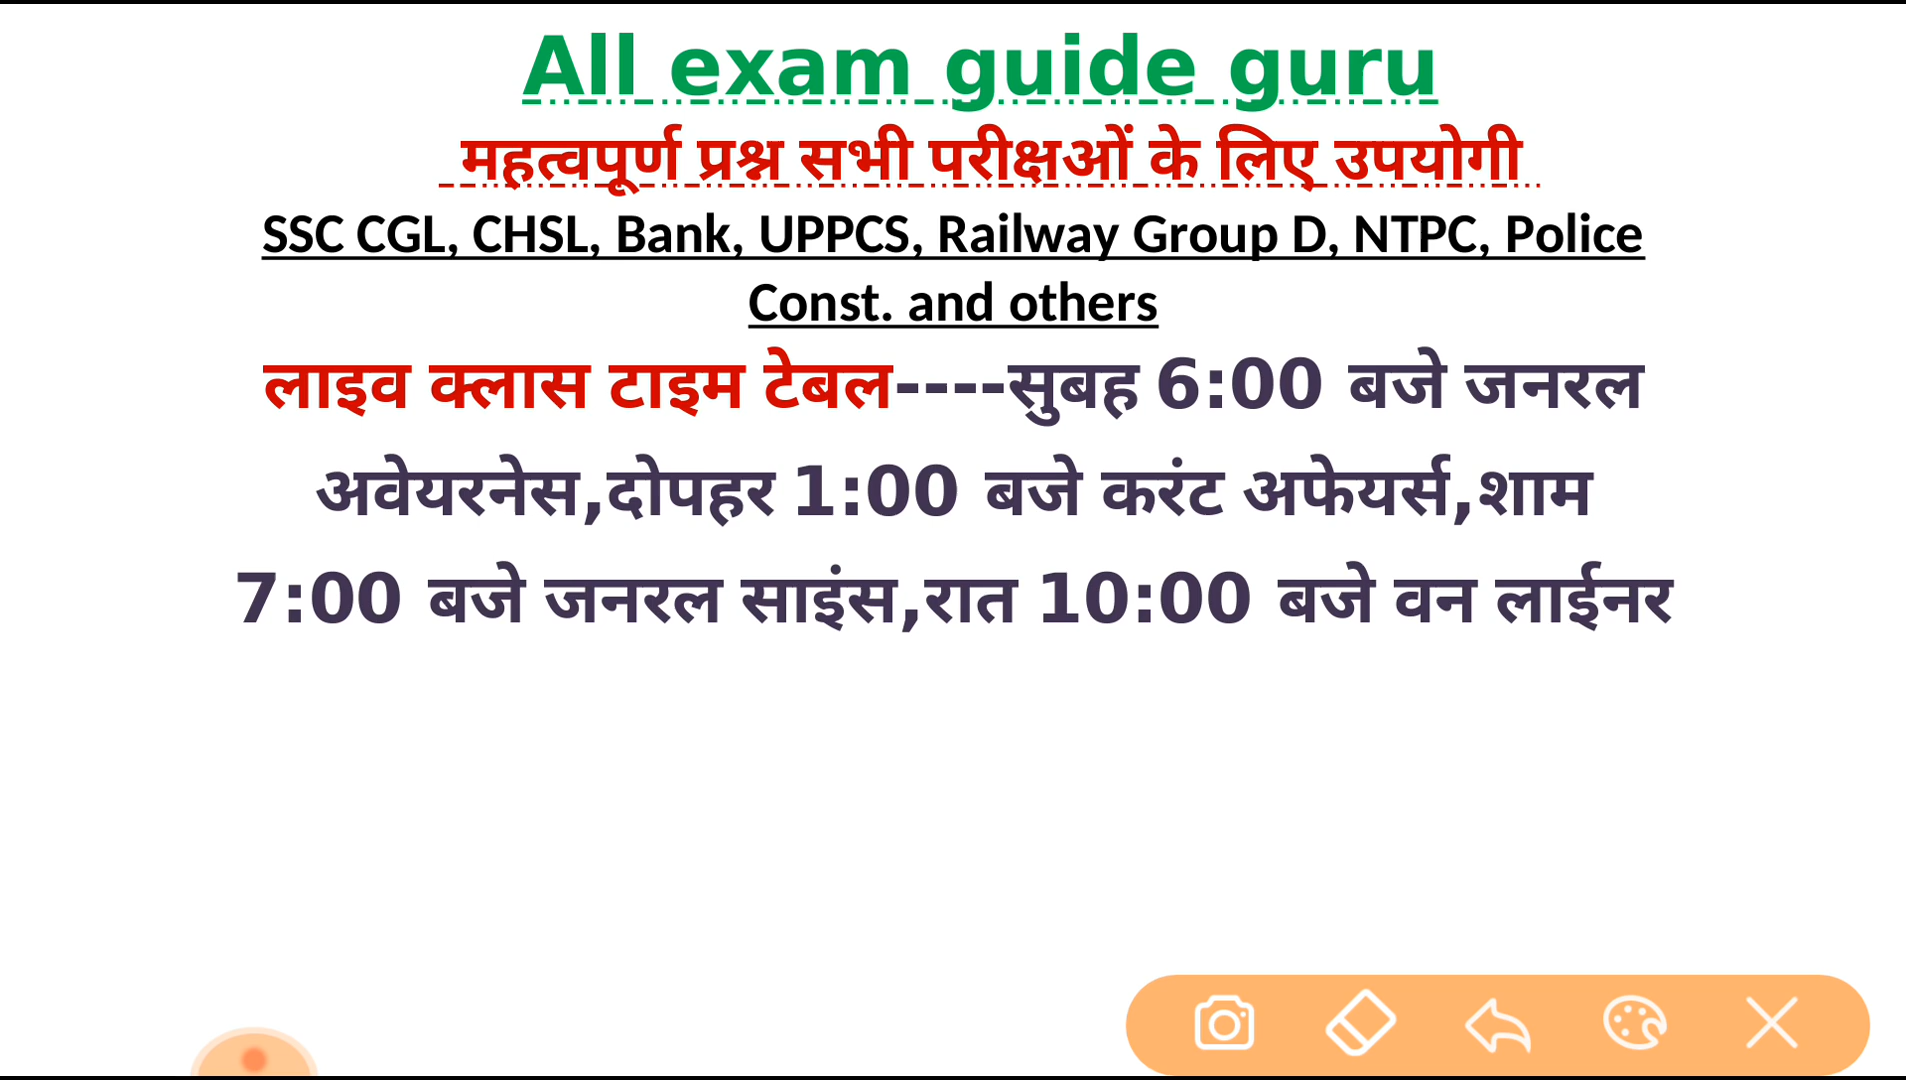 All exam guide guru
महत्वपूर्ण प्रश्न सभी परीक्षओं के लिए उपयोगी
SSC CGL, CHSL, Bank, UPPCS, Railway Group D, NTPC, Police
Const. and others
लाइव क्लास टाइम टेबल----सुबह 6:00 बजे जनरल
अवेयरनेस,दोपहर 1:00 बजे करंट अफेयर्स,शाम
7:00 बजे जनरल साइंस,रात 10:00 बजे वन लाईनर